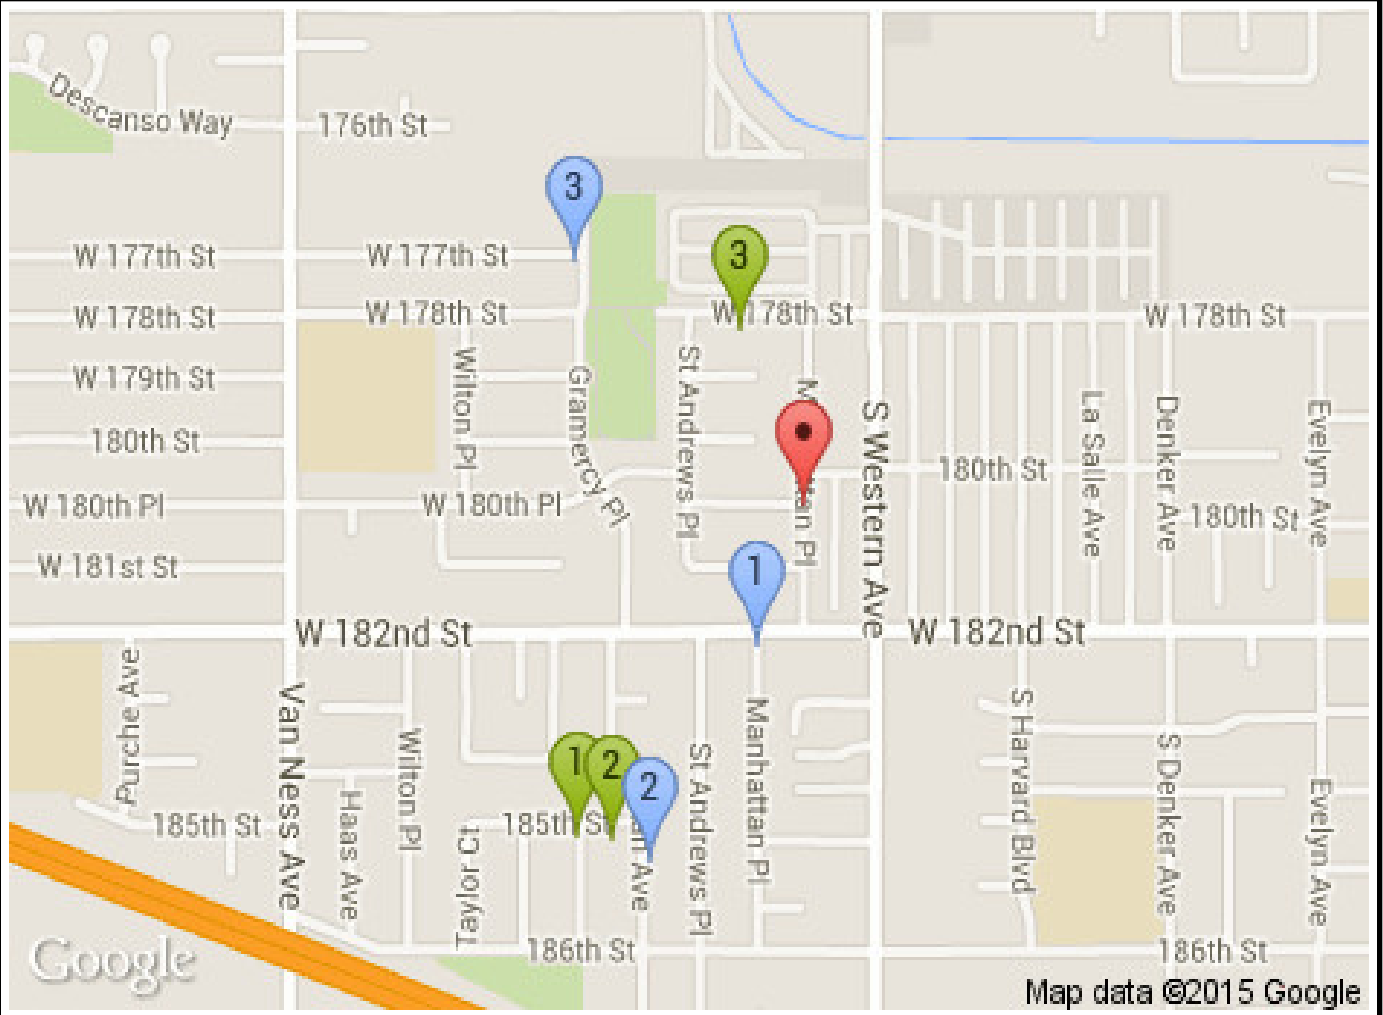 Descanso Way
176th St
3
W 177th St
W 177th St
3
W 178th St
W 178th St
W 178th St
W 178th St
W 179th St
Wilton Pl
Gramercy Pl
St Andrews Pl
S Western Ave
La Salle Ave
Denker Ave
Evelyn Ave
180th St
180th St
W 180th Pl
W 180th Pl
180th St
Pl
W 181st St
1
W 182nd St
W 182nd St
Purche Ave
Van Ness Ave
Wilton Pl
Haas Ave
Taylor Ct
1
2
2
185th St
185th St
Ave
St Andrews Pl
Manhattan Pl
S Harvard Blvd
S Denker Ave
Evelyn Ave
186th St
186th St
Google
Map data ©2015 Google